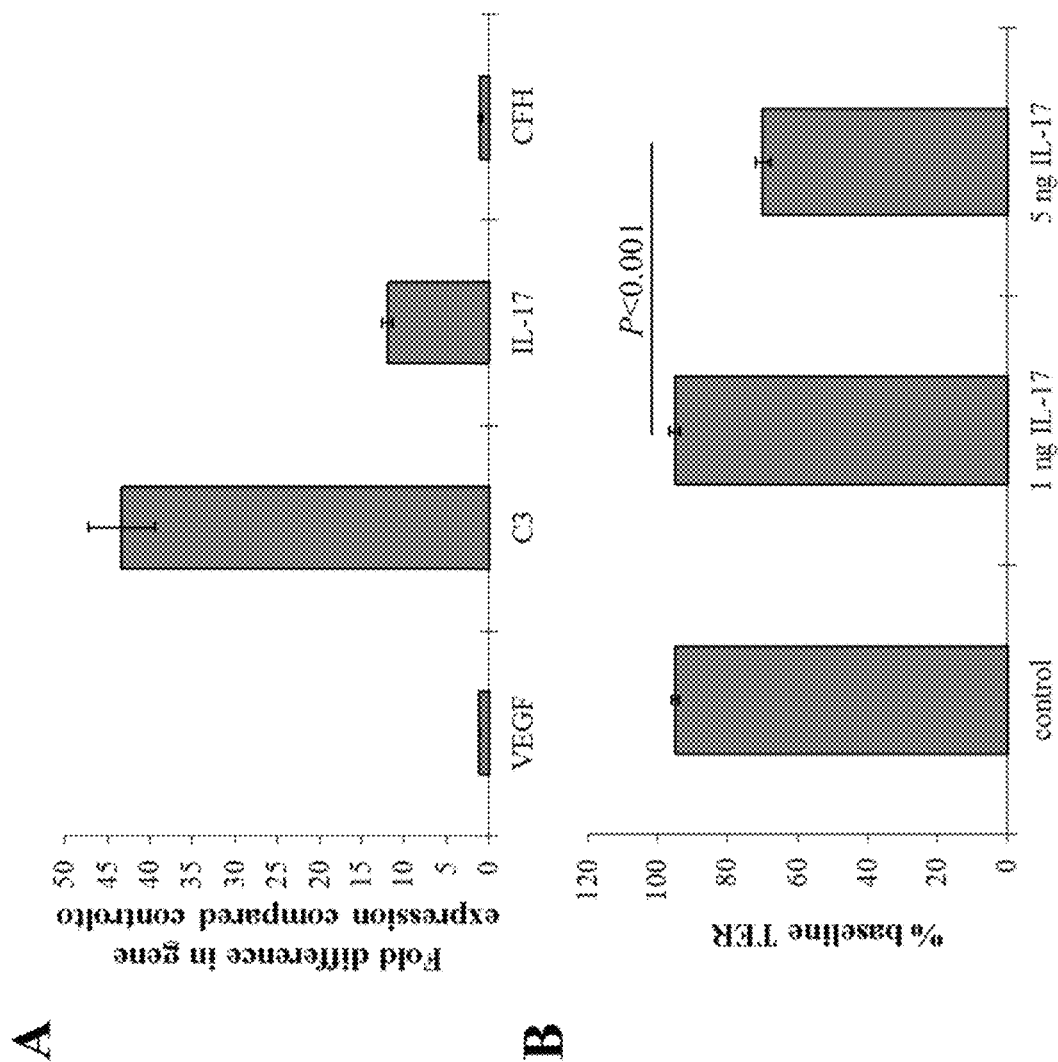 A
Fold difference in gene
expression compared controlto
50
45
40
35
30
25
20
15
10
5
0
VEGF
C3
IL-17
CFH
B
% baseline TER
120
100
80
60
40
20
0
P<0.001
control
1 ng IL-17
5 ng IL-17